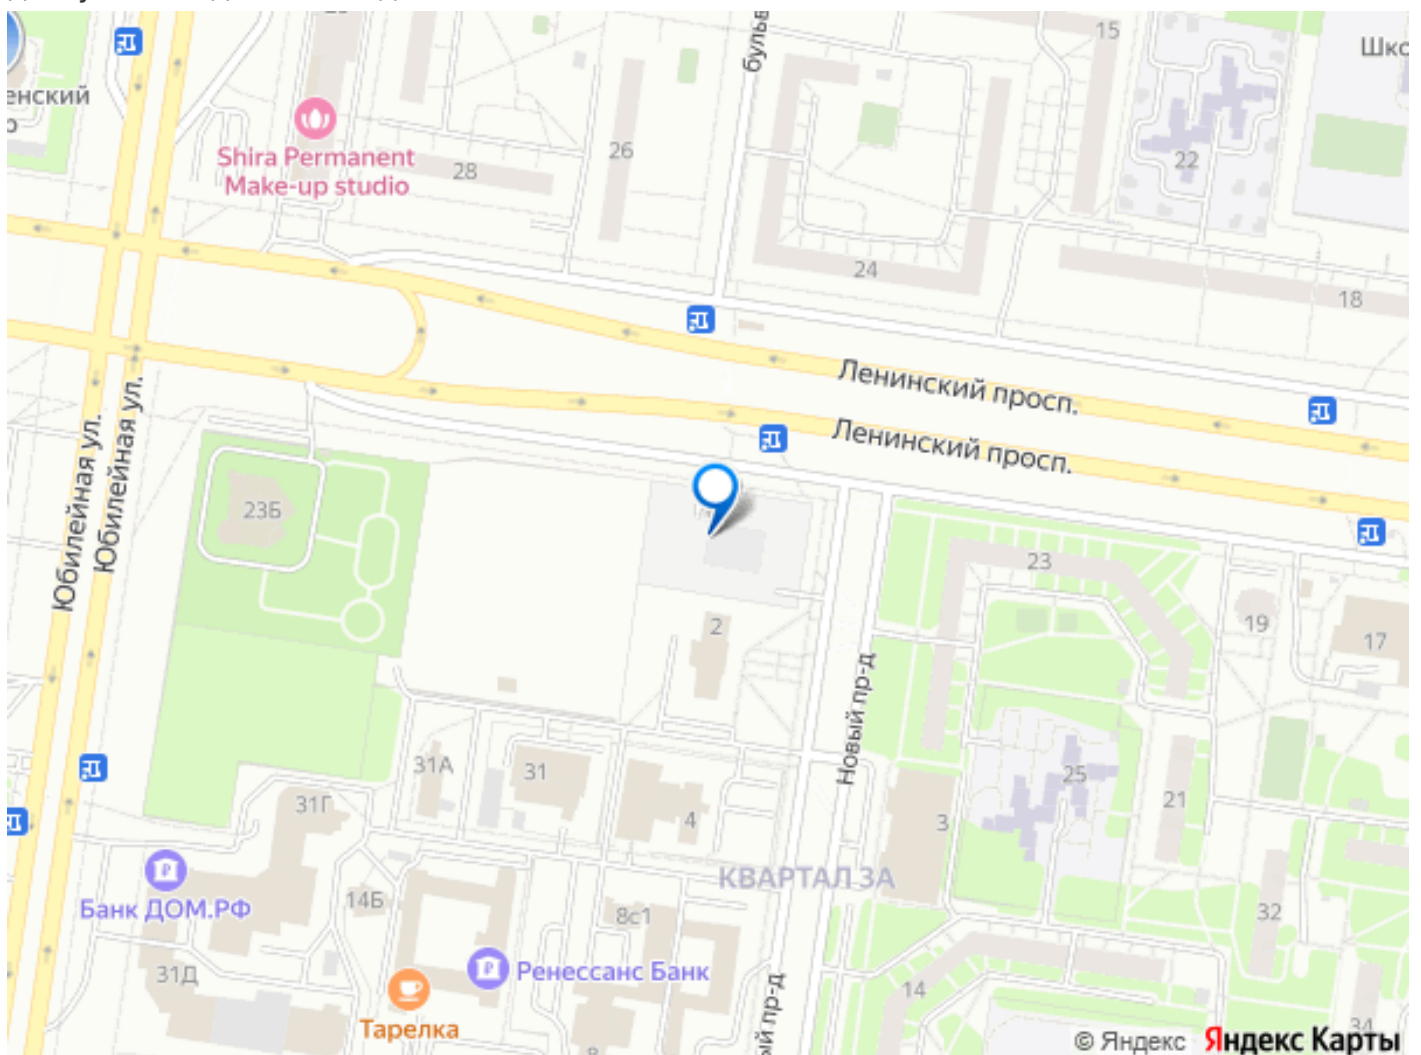 15
Шко
бульв
енский
Shira Permanent
Make-up studio
28
26
22
24
18
Ленинский просп.
Ленинский просп.
Юбилейная ул.
Юбилейная ул.
23Б
23
2
19
17
Новый пр-д
31А
31
25
21
31Г
4
3
КВАРТАЛ 3А
Банк ДОМ.РФ
14Б
8с1
32
31Д
Ренессанс Банк
14
Тарелка
ый пр-д
8
34
© Яндекс Яндекс Карты